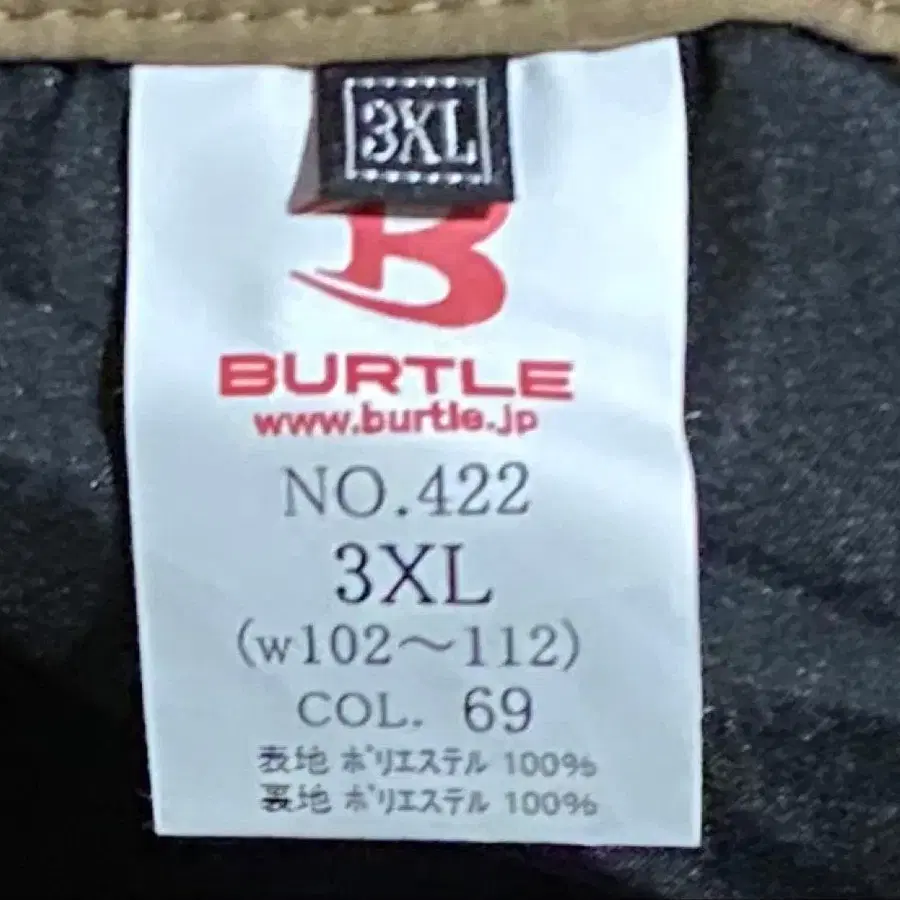 3XL
BURTLE
www.burtle.jp
NO.422
3XL
(w102～112)
COL. 69
表地 ポリエステル 100%
裏地 ポリエステル 100%